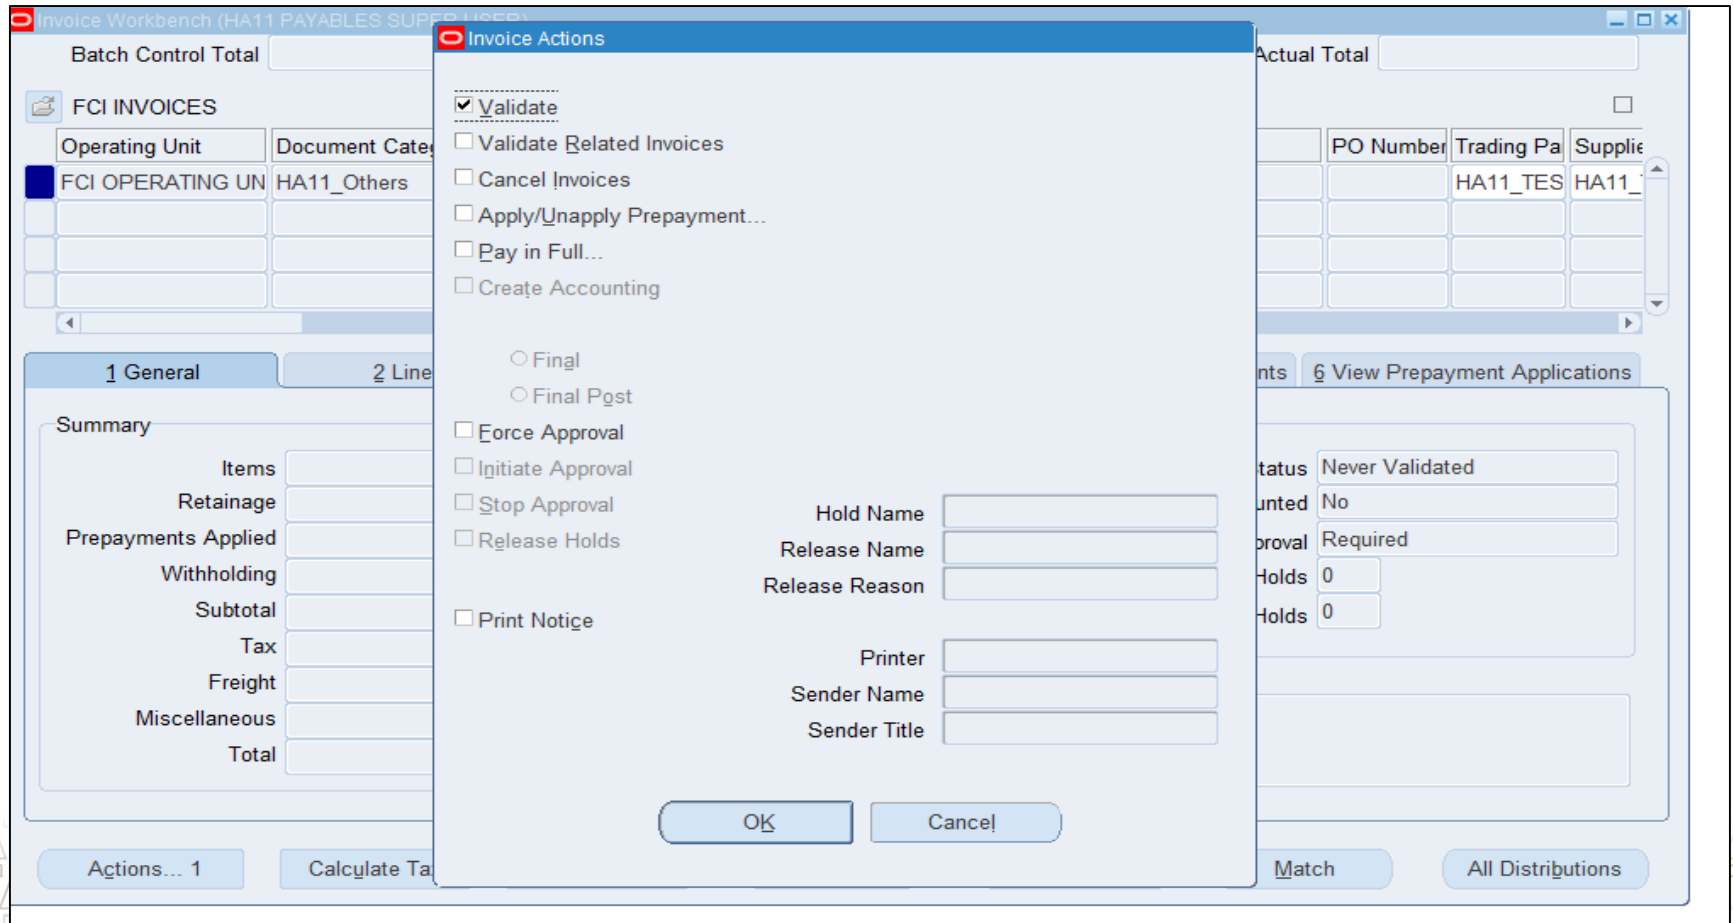 Invoice Workbench (HA11 PAYABLES SUPER USER)
Invoice Actions
Batch Control Total
Actual Total
FCI INVOICES
Operating Unit
Document Categ
PO Number
Trading Pa
Supplie
FCI OPERATING UN
HA11_Others
HA11_TES
HA11_
Validate
Validate Related Invoices
Cancel Invoices
Apply/Unapply Prepayment...
Pay in Full...
Create Accounting
Final
Final Post
Force Approval
Initiate Approval
Stop Approval
Release Holds
Hold Name
Release Name
Release Reason
Print Notice
Printer
Sender Name
Sender Title
OK
Cancel
1 General
2 Line
nts
6 View Prepayment Applications
Summary
Items
Retainage
Prepayments Applied
Withholding
Subtotal
Tax
Freight
Miscellaneous
Total
tatus Never Validated
unted No
proval Required
Holds 0
Holds 0
Actions... 1
Calculate Ta
Match
All Distributions